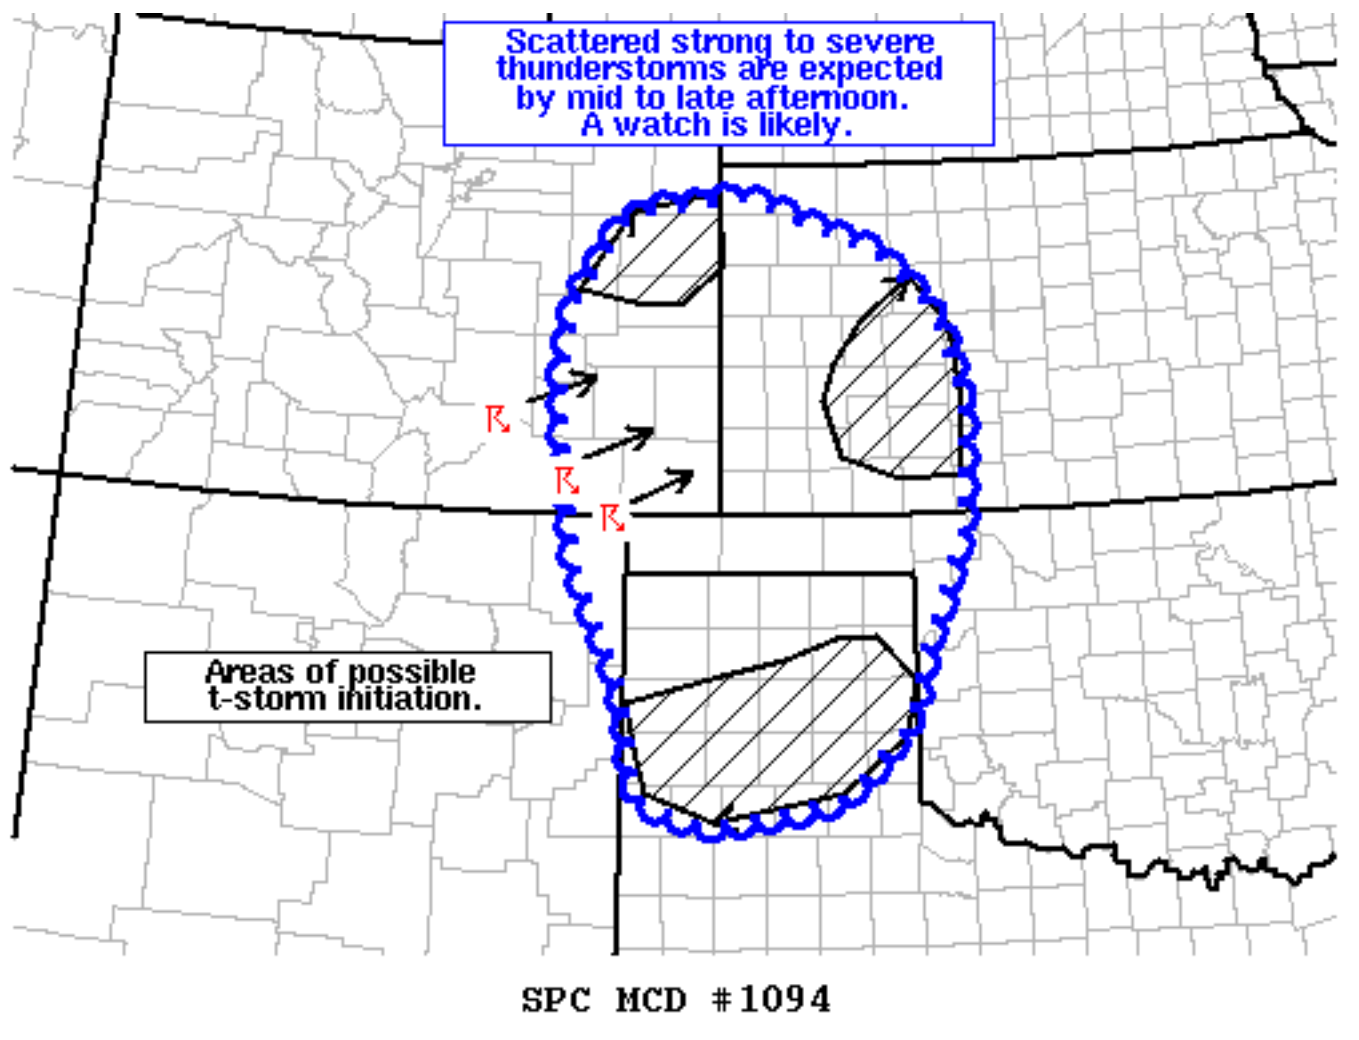 Scattered strong to severe
thunderstorms are expected
by mid to late afternoon.
A watch is likely.
Areas of possible
t-storm initiation.
SPC MCD #1094